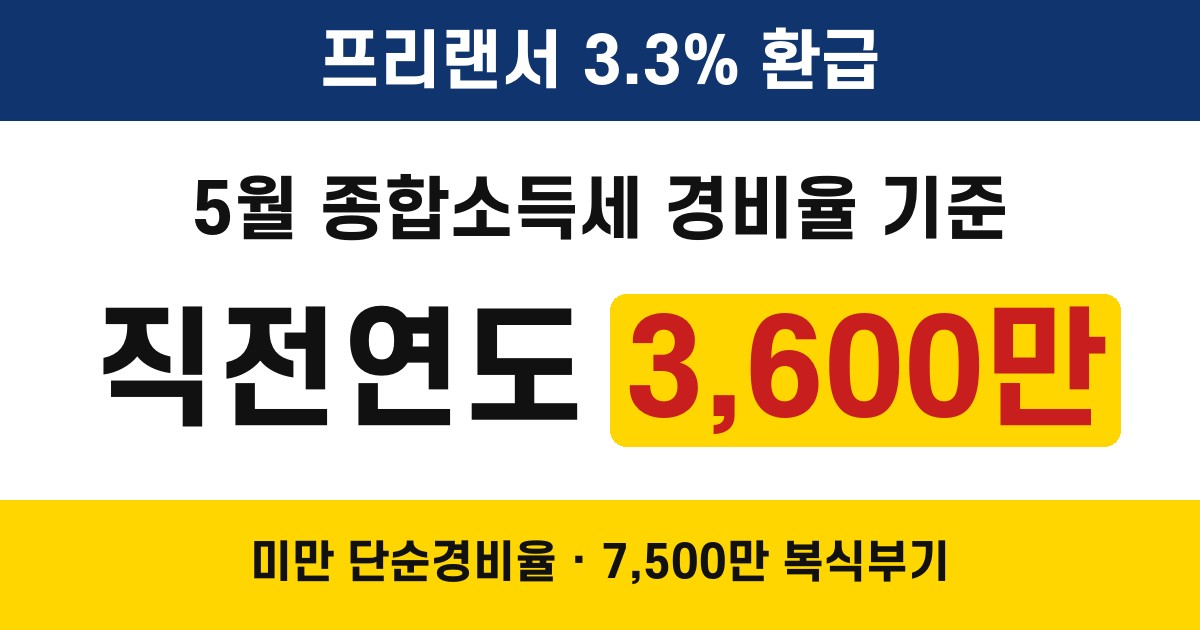 프리랜서 3.3% 환급
5월 종합소득세 경비율 기준
직전연도 3,600만
미만 단순경비율 · 7,500만 복식부기